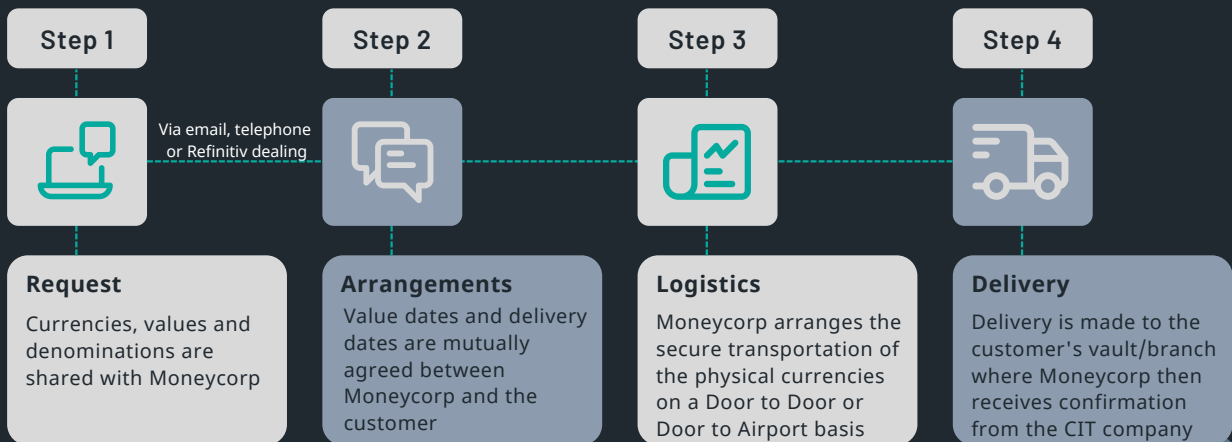 Step 1
Step 2
Step 3
Step 4
Via email, telephone
or Refinitiv dealing
Request
Currencies, values and
denominations are
shared with Moneycorp
Arrangements
Value dates and delivery
dates are mutually
agreed between
Moneycorp and the
customer
Logistics
Moneycorp arranges the
secure transportation of
the physical currencies
on a Door to Door or
Door to Airport basis
Delivery
Delivery is made to the
customer's vault/branch
where Moneycorp then
receives confirmation
from the CIT company